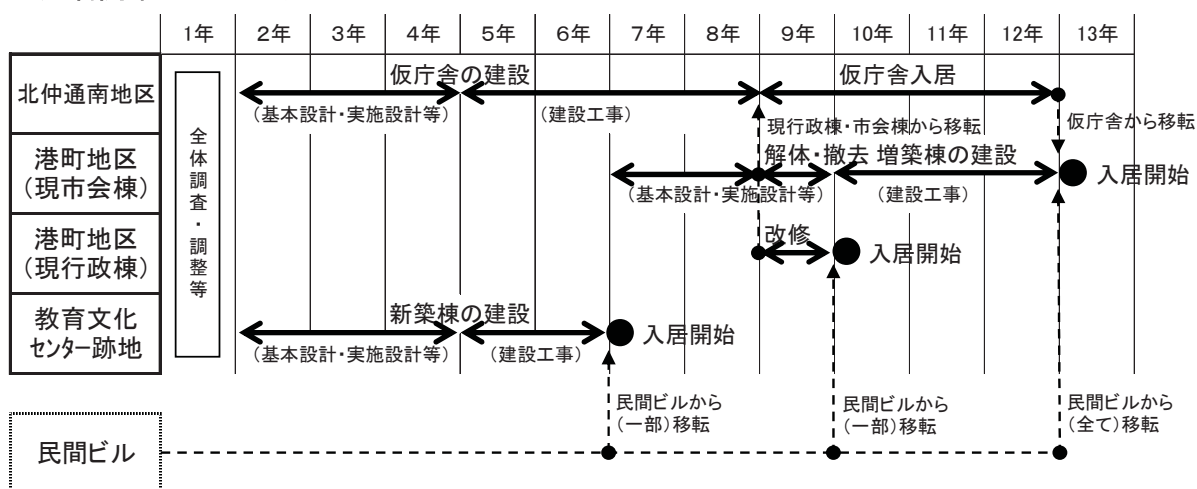 1年 2年 3年 4年 5年 6年 7年 8年 9年 10年 11年 12年 13年
北仲通南地区
全体調査・調整等
仮庁舎の建設
仮庁舎入居
(基本設計・実施設計等)
(建設工事)
現行政棟・市会棟から移転
仮庁舎から移転
港町地区
(現市会棟)
解体・撤去 増築棟の建設
入居開始
(基本設計・実施設計等)
(建設工事)
港町地区
(現行政棟)
改修
入居開始
教育文化
センター跡地
新築棟の建設
入居開始
(基本設計・実施設計等)
(建設工事)
民間ビルから
(一部)移転
民間ビルから
(一部)移転
民間ビルから
(全て)移転
民間ビル